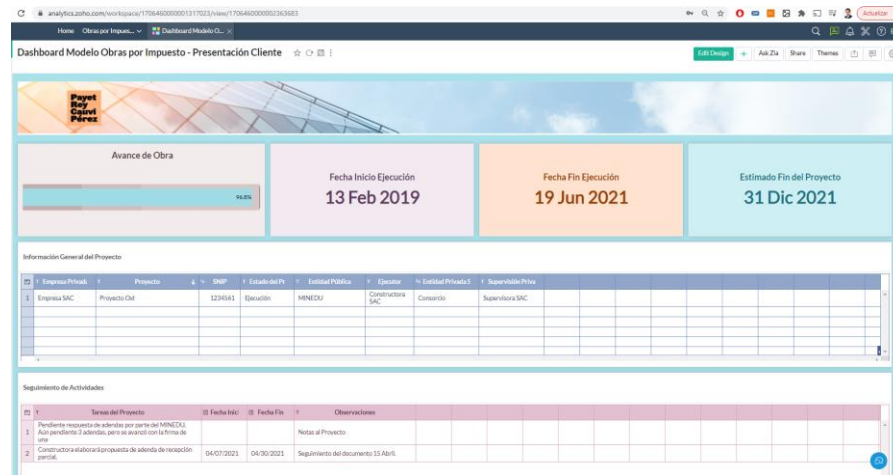 analytics.zoho.com/workspace/1706460000001317023/view/1706460000002363683
Actualizar
Home Obras por Impues... Dashboard Modelo O...
Dashboard Modelo Obras por Impuesto - Presentación Cliente
Edit Design Ask Zia Share Themes
Payet
Rey
Cauvi
Pérez
Avance de Obra
96.8%
Fecha Inicio Ejecución
13 Feb 2019
Fecha Fin Ejecución
19 Jun 2021
Estimado Fin del Proyecto
31 Dic 2021
Información General del Proyecto
Empresa Privada Proyecto SNIP Estado del Pr Entidad Pública Ejecutor Entidad Privada S Supervisión Priva
1 Empresa SAC Proyecto OxI 1234561 Ejecución MINEDU Constructora SAC Consorcio Supervisora SAC
Seguimiento de Actividades
Tareas del Proyecto Fecha Inic Fecha Fin Observaciones
1 Pendiente respuesta de adendas por parte del MINEDU.
Aún pendiente 3 adendas, pero se avanzó con la firma de
una
Notas al Proyecto
2 Constructora elaborará propuesta de adenda de recepción
parcial.
04/07/2021 04/30/2021 Seguimiento del documento 15 Abril.